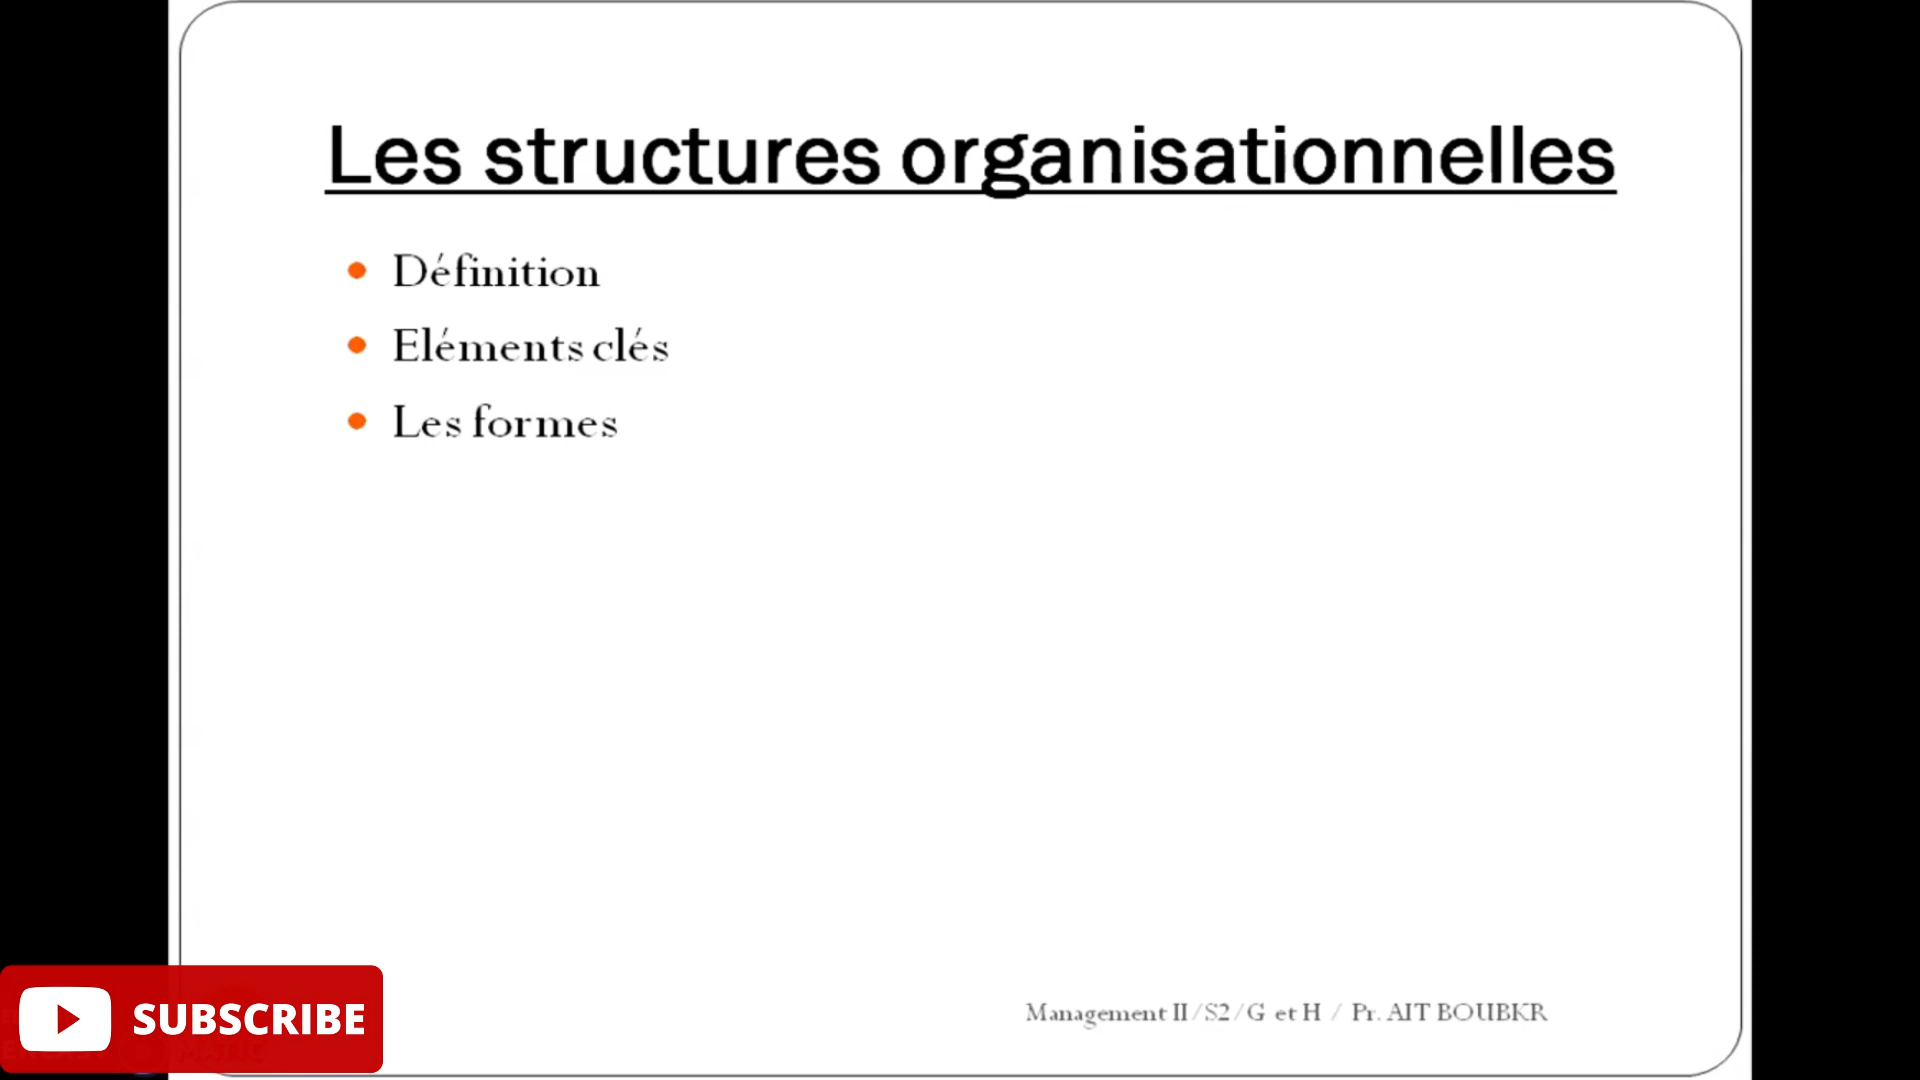 Les structures organisationnelles
Définition
Eléments clés
Les formes
Management II/S2/G et H / Pr. AIT BOUBKR
SUBSCRIBE